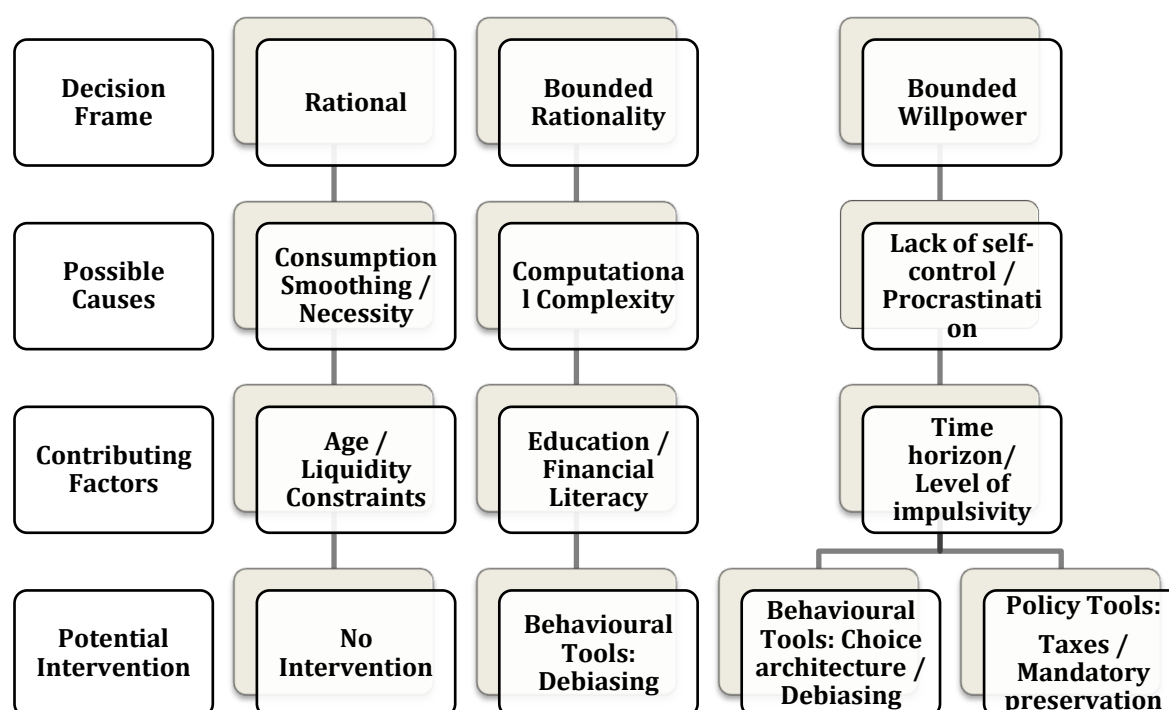 Decision
Frame
Rational
Bounded
Rationality
Bounded
Willpower
Possible
Causes
Consumption
Smoothing /
Necessity
Computationa
l Complexity
Lack of self-
control /
Procrastinati
on
Contributing
Factors
Age /
Liquidity
Constraints
Education /
Financial
Literacy
Time
horizon/
Level of
impulsivity
Potential
Intervention
No
Intervention
Behavioural
Tools:
Debiasing
Behavioural
Tools: Choice
architecture /
Debiasing
Policy Tools:
Taxes /
Mandatory
preservation